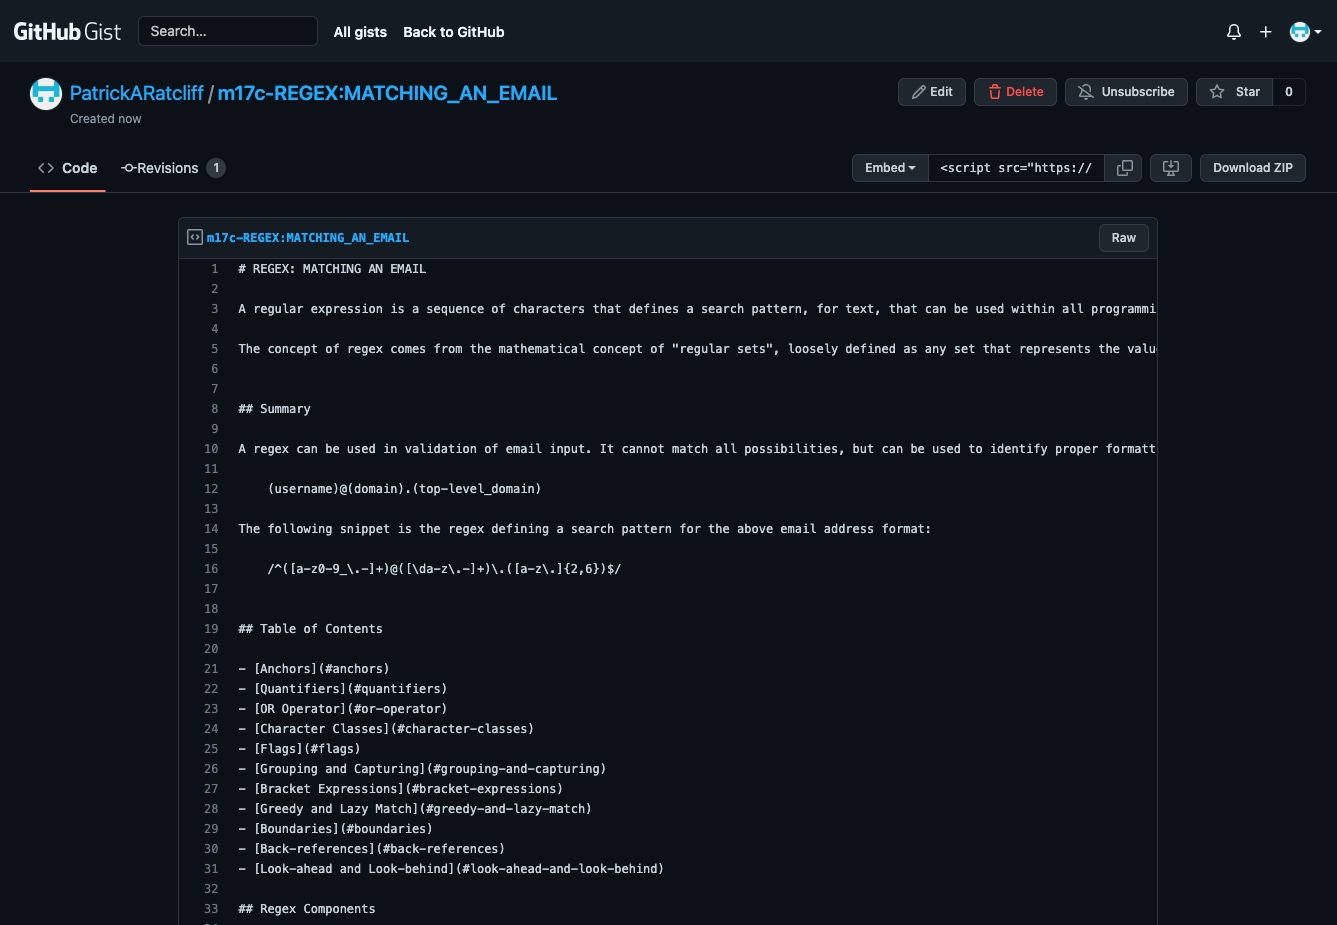 GitHub Gist Search... All gists Back to GitHub
PatrickARatcliff / m17c-REGEX:MATCHING_AN_EMAIL
Edit Delete Unsubscribe Star 0
Created now
Code Revisions 1
Embed <script src="https:// Download ZIP
m17c-REGEX:MATCHING_AN_EMAIL Raw
1 # REGEX: MATCHING AN EMAIL
2
3 A regular expression is a sequence of characters that defines a search pattern, for text, that can be used within all programmi
4
5 The concept of regex comes from the mathematical concept of "regular sets", loosely defined as any set that represents the valu
6
7
8 ## Summary
9
10 A regex can be used in validation of email input. It cannot match all possibilities, but can be used to identify proper formatt
11
12 (username)@(domain).(top-level_domain)
13
14 The following snippet is the regex defining a search pattern for the above email address format:
15
16 /^([a-z0-9_\.-]+)@([\da-z\.-]+)\.([a-z\.]{2,6})$/
17
18
19 ## Table of Contents
20
21 - [Anchors](#anchors)
22 - [Quantifiers](#quantifiers)
23 - [OR Operator](#or-operator)
24 - [Character Classes](#character-classes)
25 - [Flags](#flags)
26 - [Grouping and Capturing](#grouping-and-capturing)
27 - [Bracket Expressions](#bracket-expressions)
28 - [Greedy and Lazy Match](#greedy-and-lazy-match)
29 - [Boundaries](#boundaries)
30 - [Back-references](#back-references)
31 - [Look-ahead and Look-behind](#look-ahead-and-look-behind)
32
33 ## Regex Components